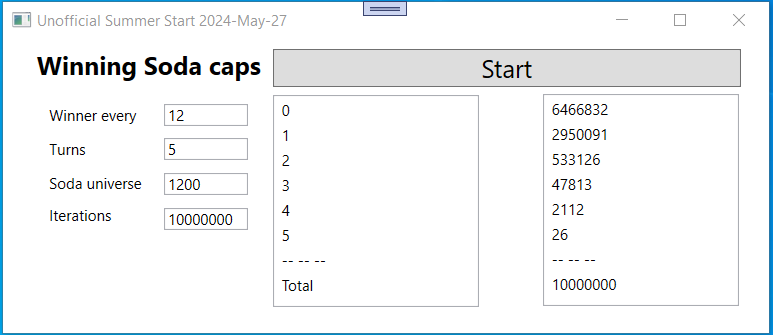 Unofficial Summer Start 2024-May-27
Winning Soda caps
Start
Winner every 12
Turns 5
Soda universe 1200
Iterations 10000000
0 6466832
1 2950091
2 533126
3 47813
4 2112
5 26
-- -- -- -- -- --
Total 10000000